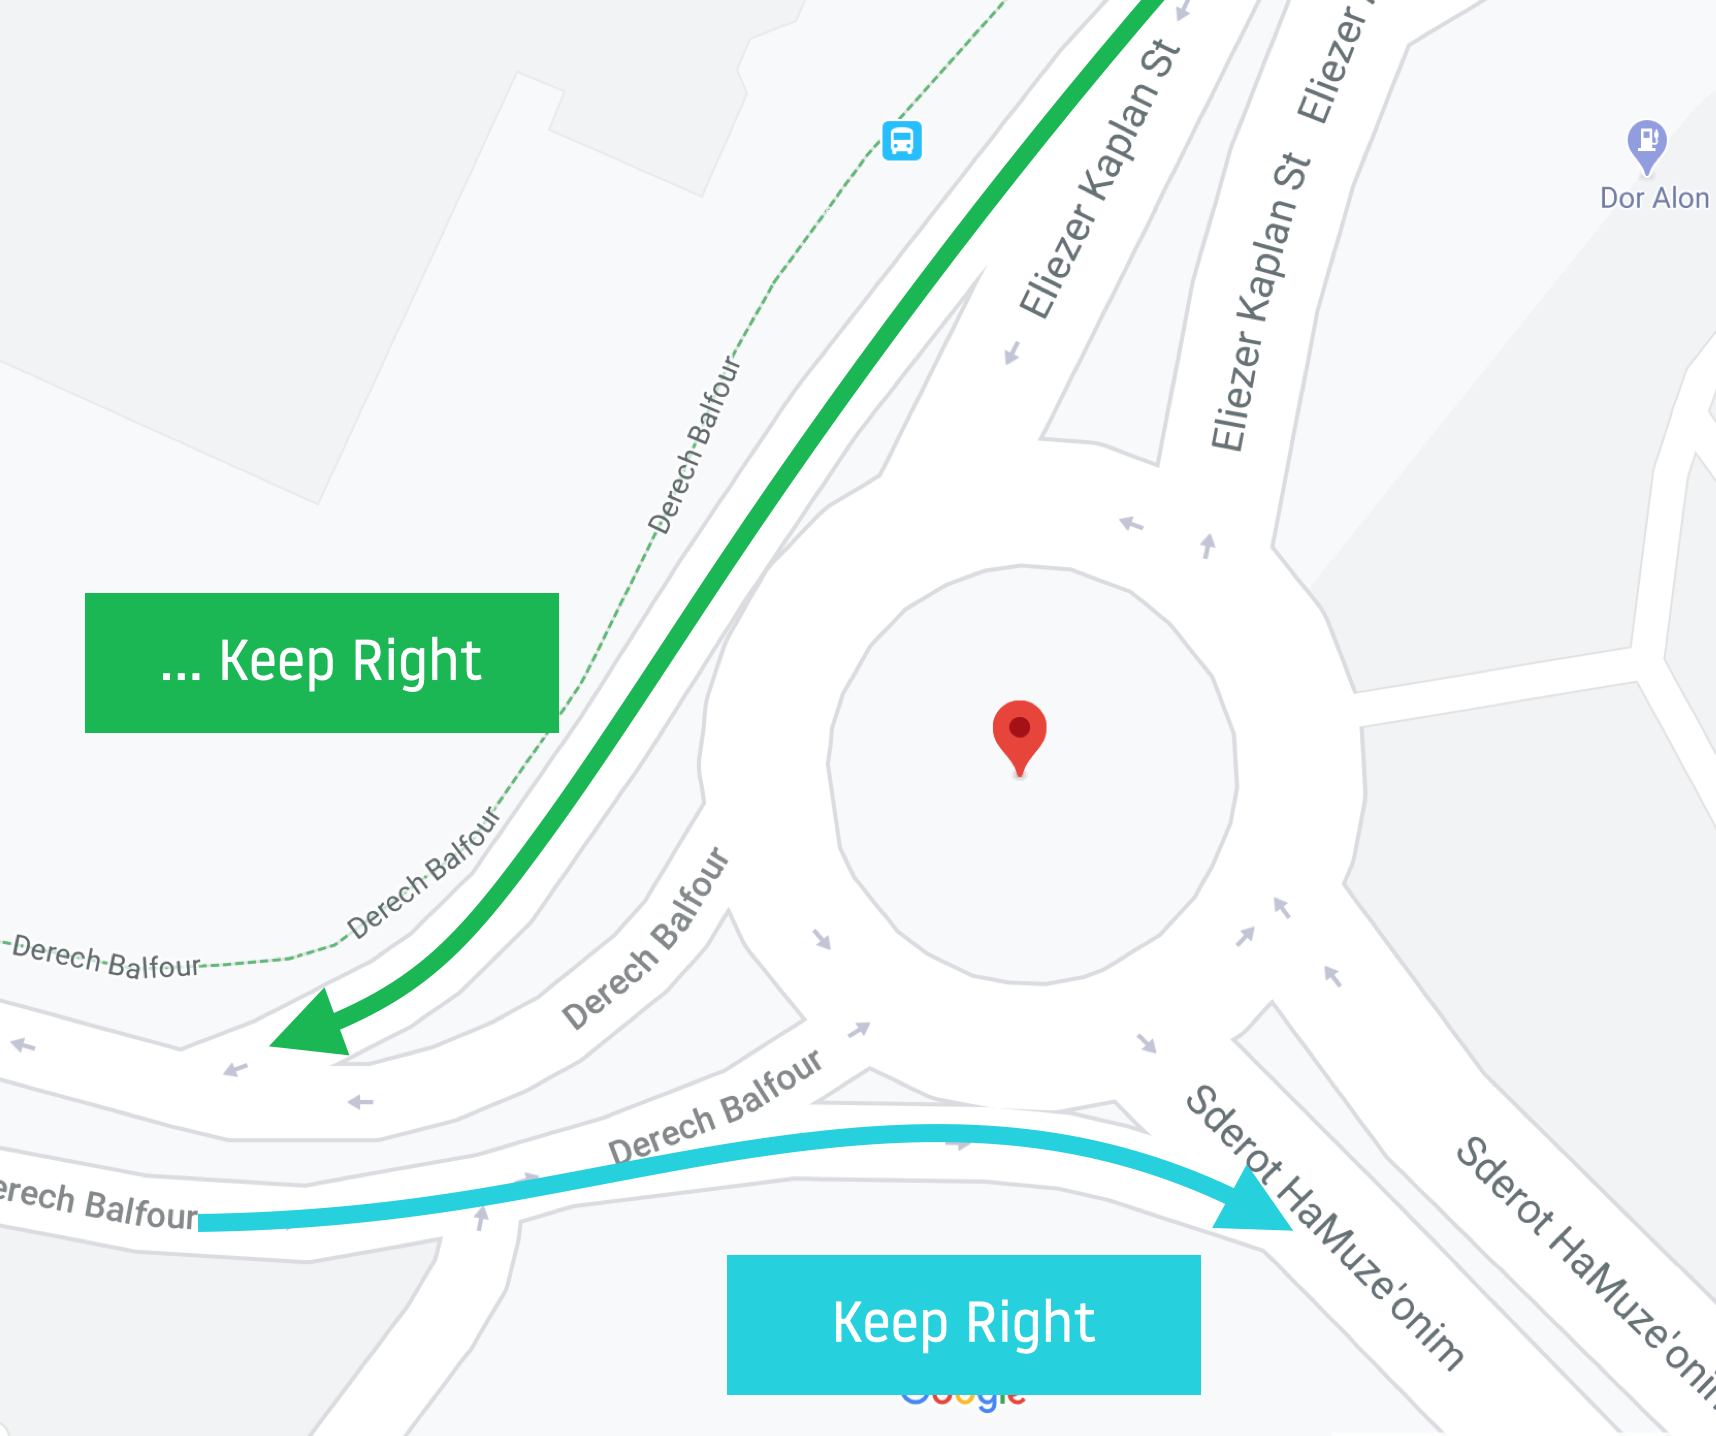 Eliezer Kaplan St
Eliezer
Eliezer Kaplan St
Dor Alon
Derech Balfour
... Keep Right
Derech Balfour
Derech Balfour
Derech Balfour
Derech Balfour
Sderot HaMuze'onim
Sderot HaMuze'onim
erech Balfour
Keep Right
Google